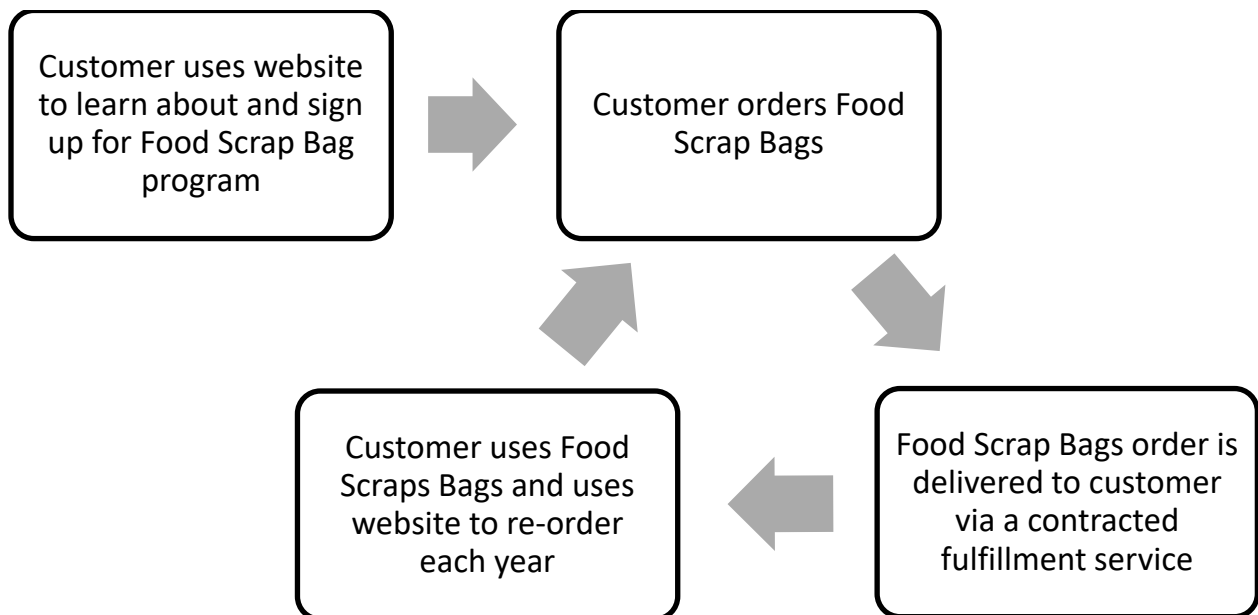 Customer uses website
to learn about and sign
up for Food Scrap Bag
program
Customer orders Food
Scrap Bags
Food Scrap Bags order is
delivered to customer
via a contracted
fulfillment service
Customer uses Food
Scraps Bags and uses
website to re-order
each year